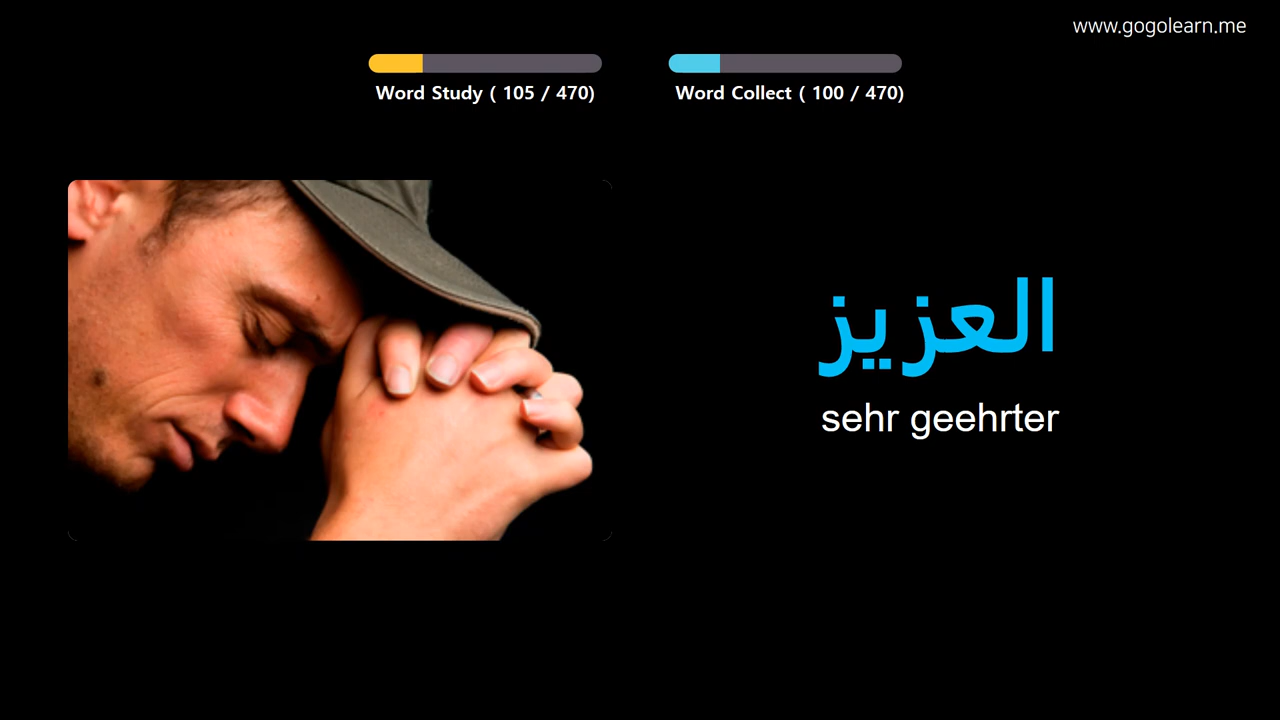 www.gogolearn.me
Word Study ( 105 / 470)
Word Collect ( 100 / 470)
العزيز
sehr geehrter